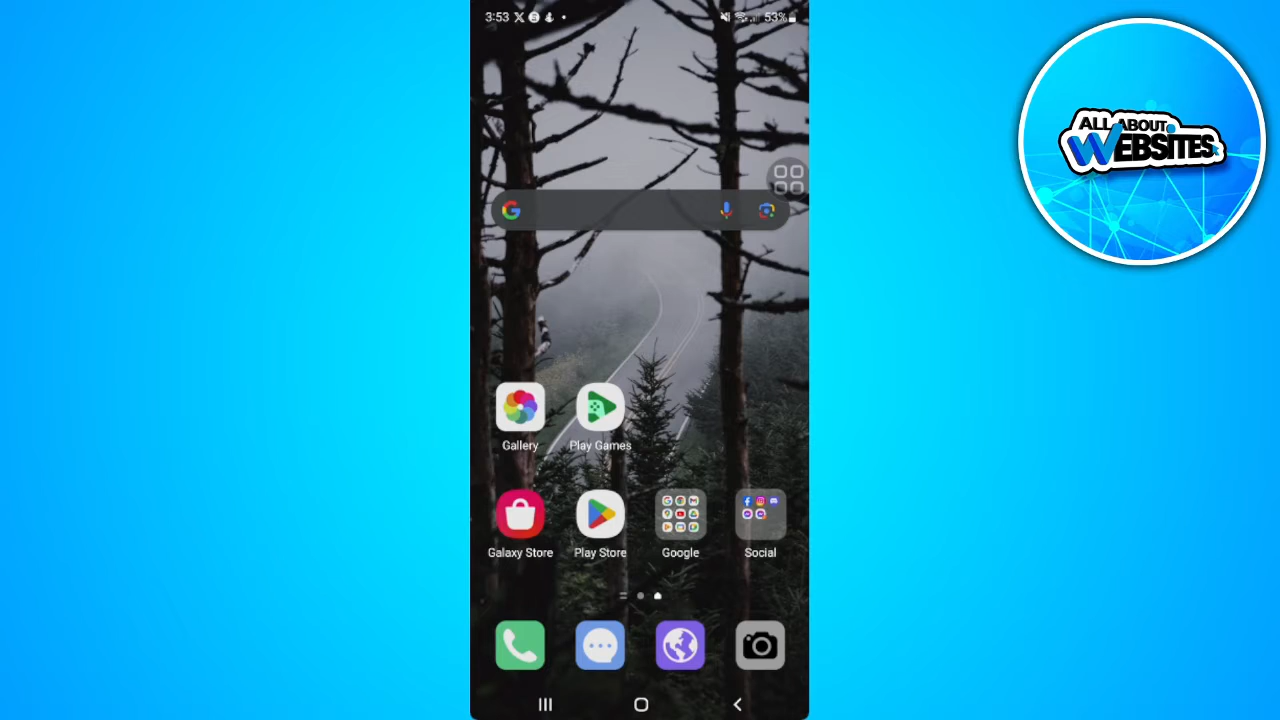 3:53
53%
ALL ABOUT
WEBSITES
Gallery
Play Games
Galaxy Store
Play Store
Google
Social